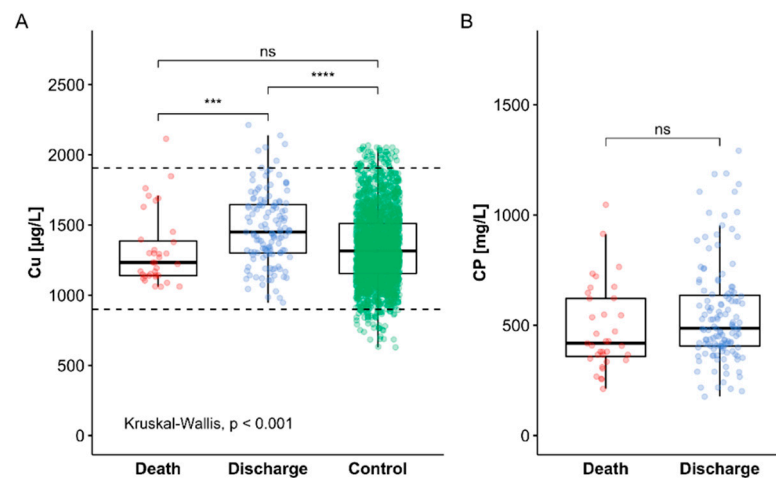 A
Cu [µg/L]
2500
2000
1500
1000
500
0
ns
***
****
Kruskal-Wallis, p < 0.001
Death Discharge Control
B
CP [mg/L]
1500
1000
500
0
ns
Death Discharge